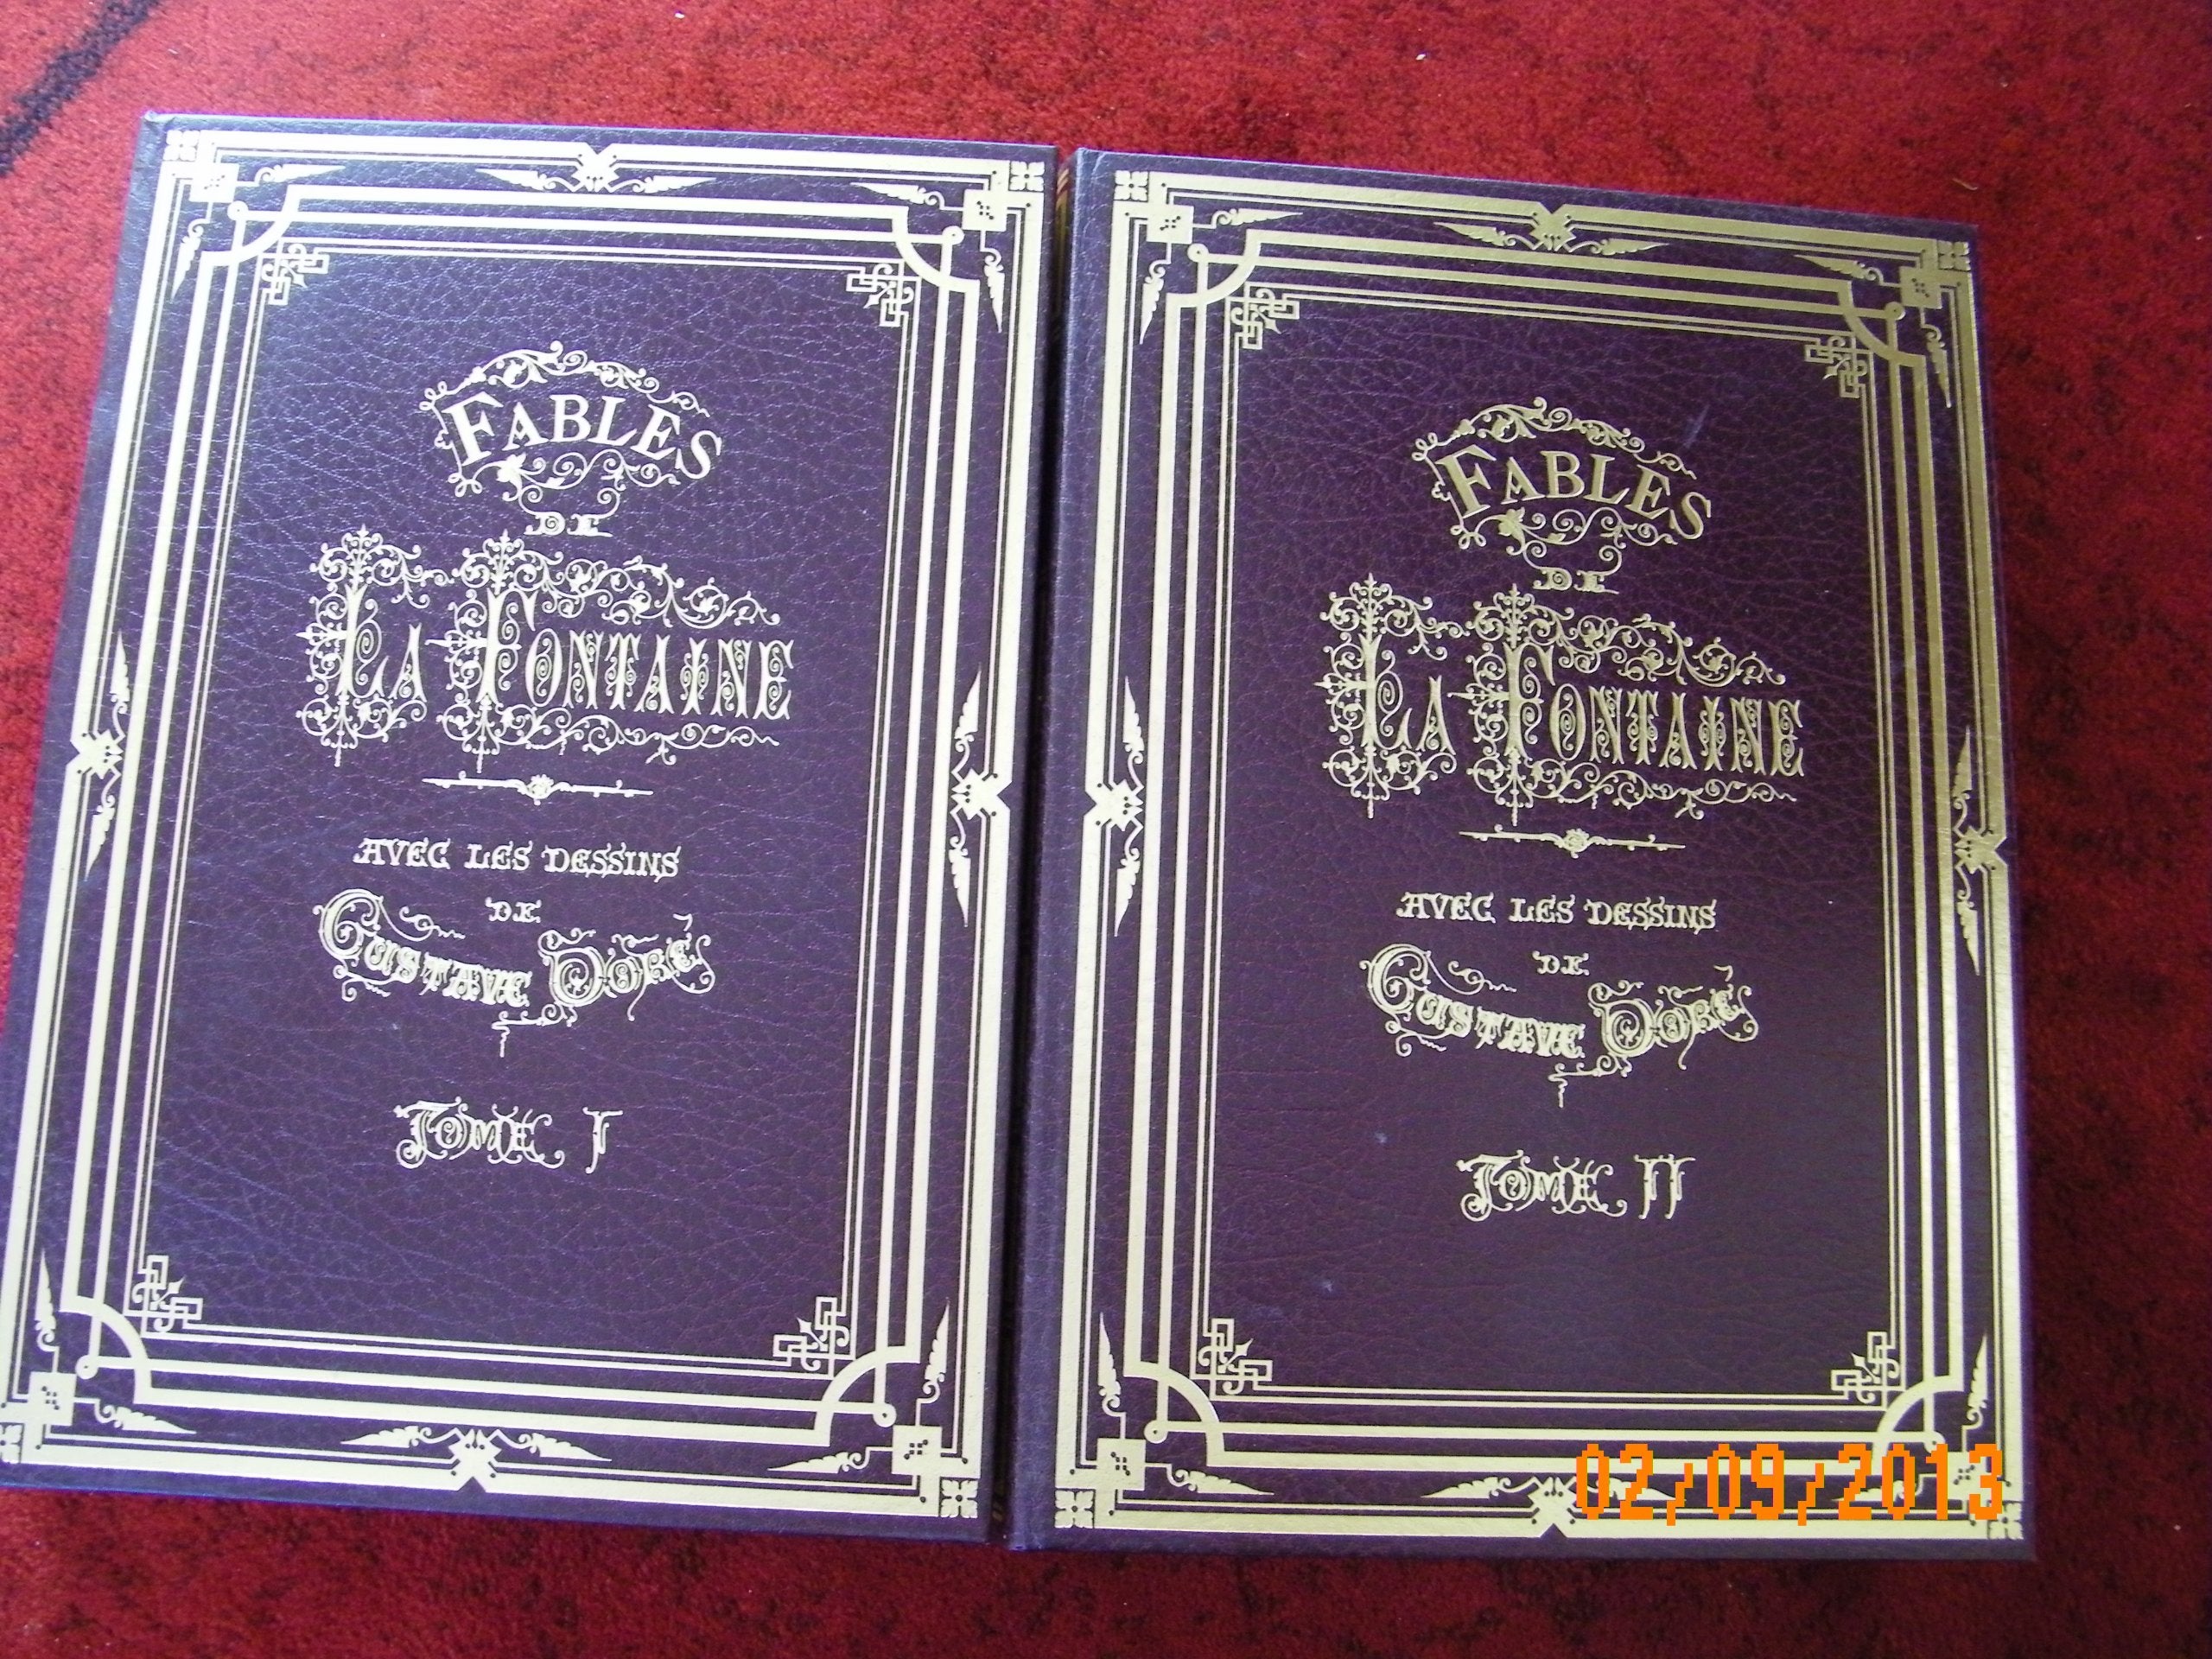 FABLES
DE
LA FONTAINE
AVEC LES DESSINS
DE
GUSTAVE DORÉ
TOME I
FABLES
DE
LA FONTAINE
AVEC LES DESSINS
DE
GUSTAVE DORÉ
TOME II
02/09/2013